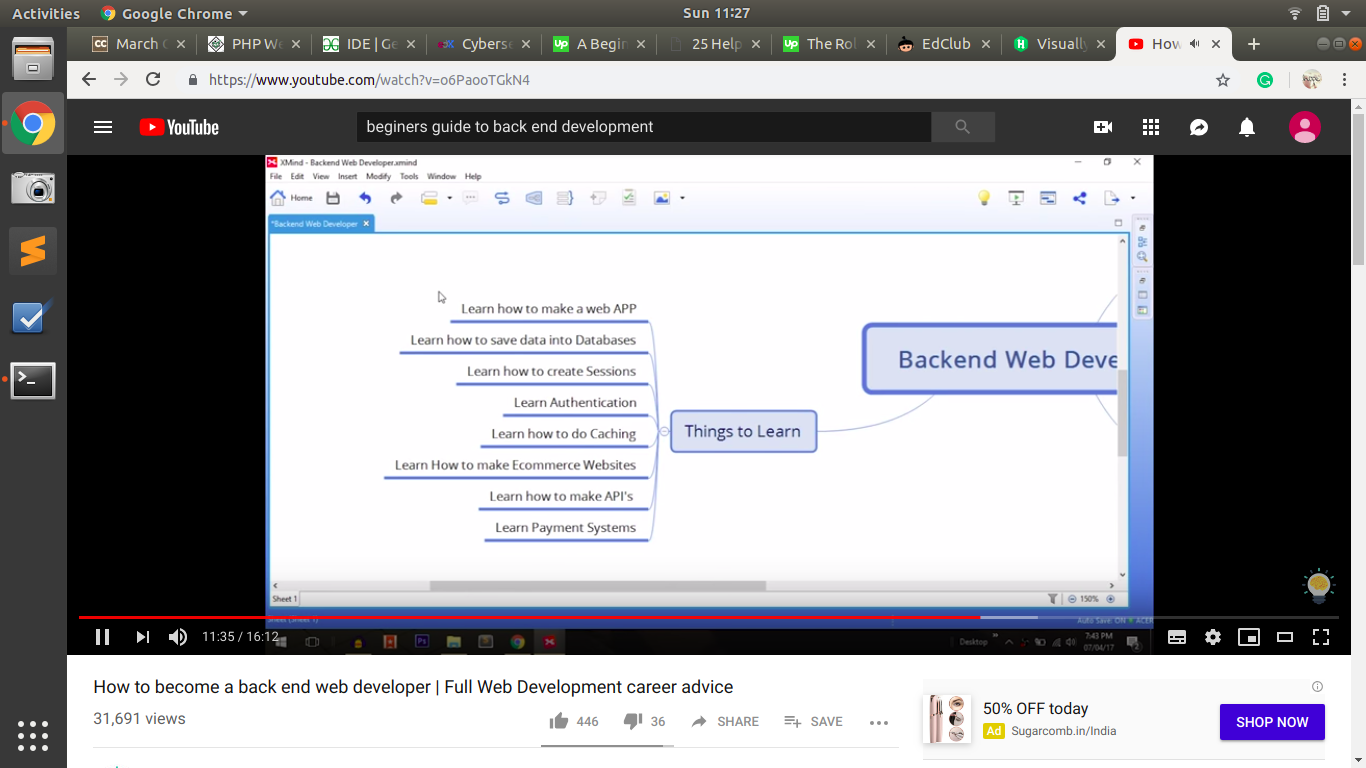 Activities Google Chrome Sun 11:27
March PHP We IDE | Ge Cyberse A Begin 25 Help The Rol EdClub Visually How
https://www.youtube.com/watch?v=o6PaooTGkN4
YouTube beginers guide to back end development
XMind - Backend Web Developer.xmind
File Edit View Insert Modify Tools Window Help
Home
*Backend Web Developer
Learn how to make a web APP
Learn how to save data into Databases
Learn how to create Sessions
Learn Authentication
Learn how to do Caching
Learn How to make Ecommerce Websites
Learn how to make API's
Learn Payment Systems
Things to Learn
Backend Web Deve
Sheet 1 150%
Sheet (Sheet 1) Auto Save: ON ACER
11:35 / 16:12
Desktop 7:43 PM
07/04/17
How to become a back end web developer | Full Web Development career advice
31,691 views 446 36 SHARE SAVE
50% OFF today
Ad Sugarcomb.in/India
SHOP NOW